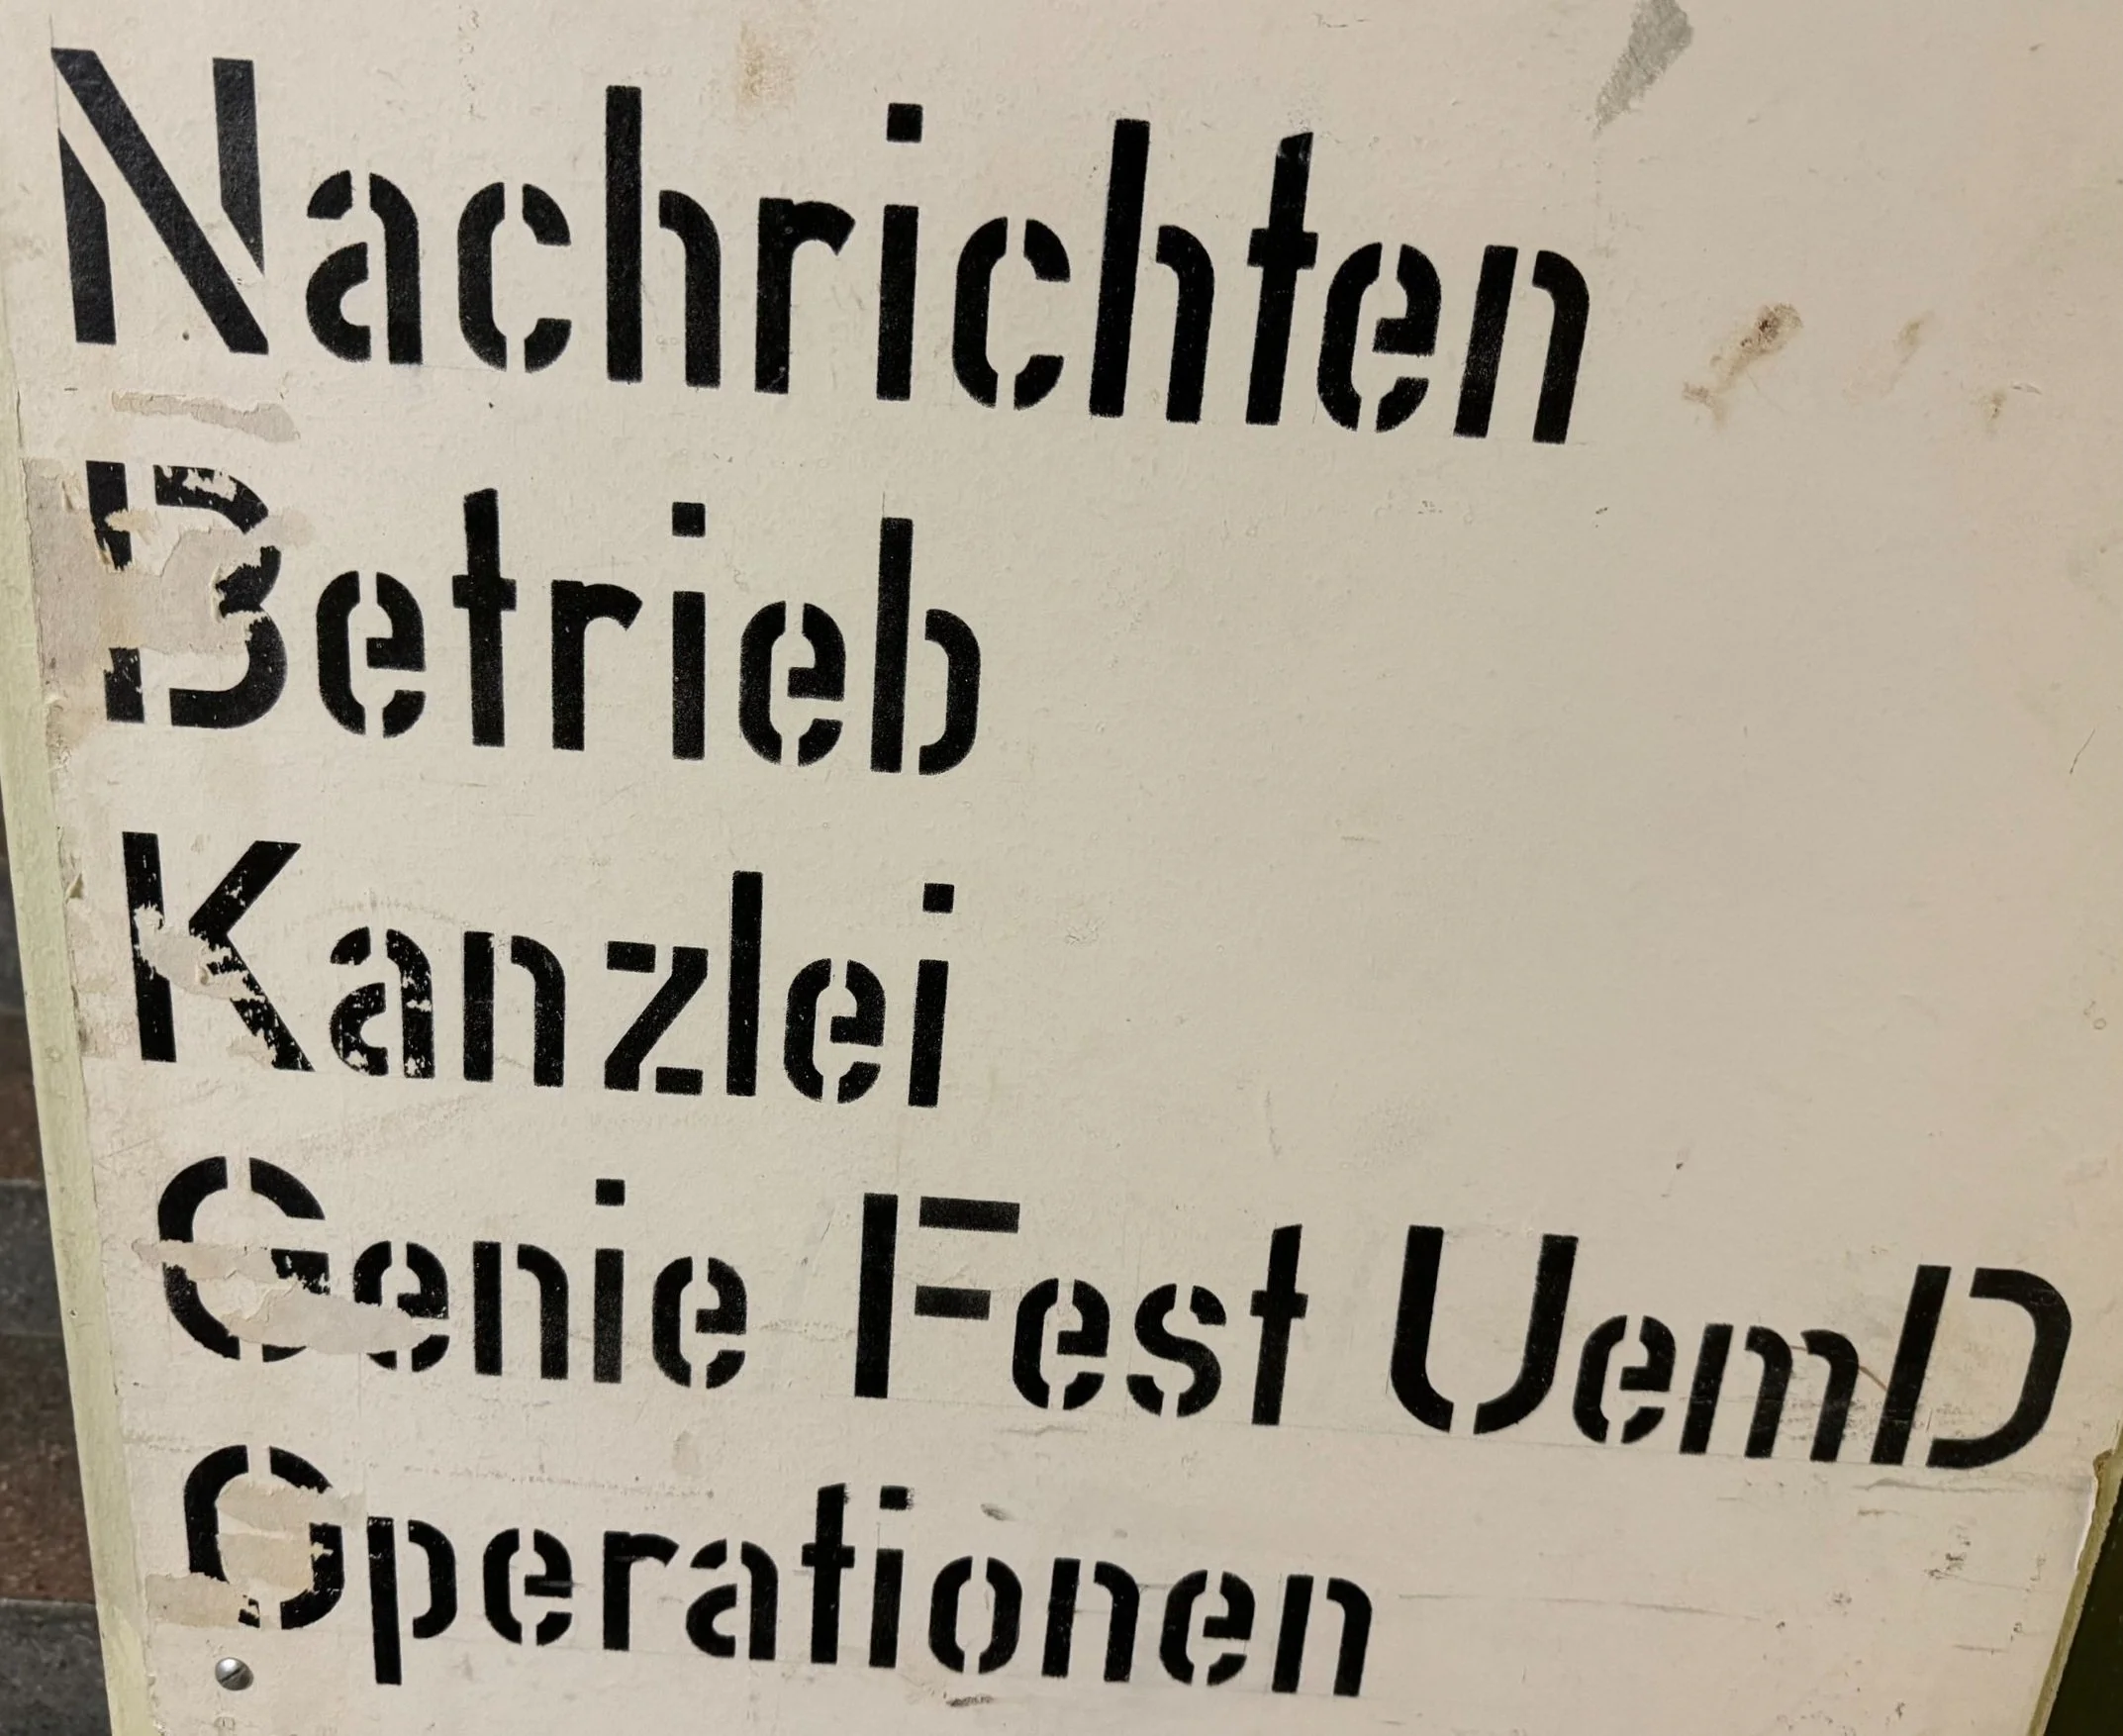 Nachrichten
Betrieb
Kanzlei
Genie Fest UemD
Operationen